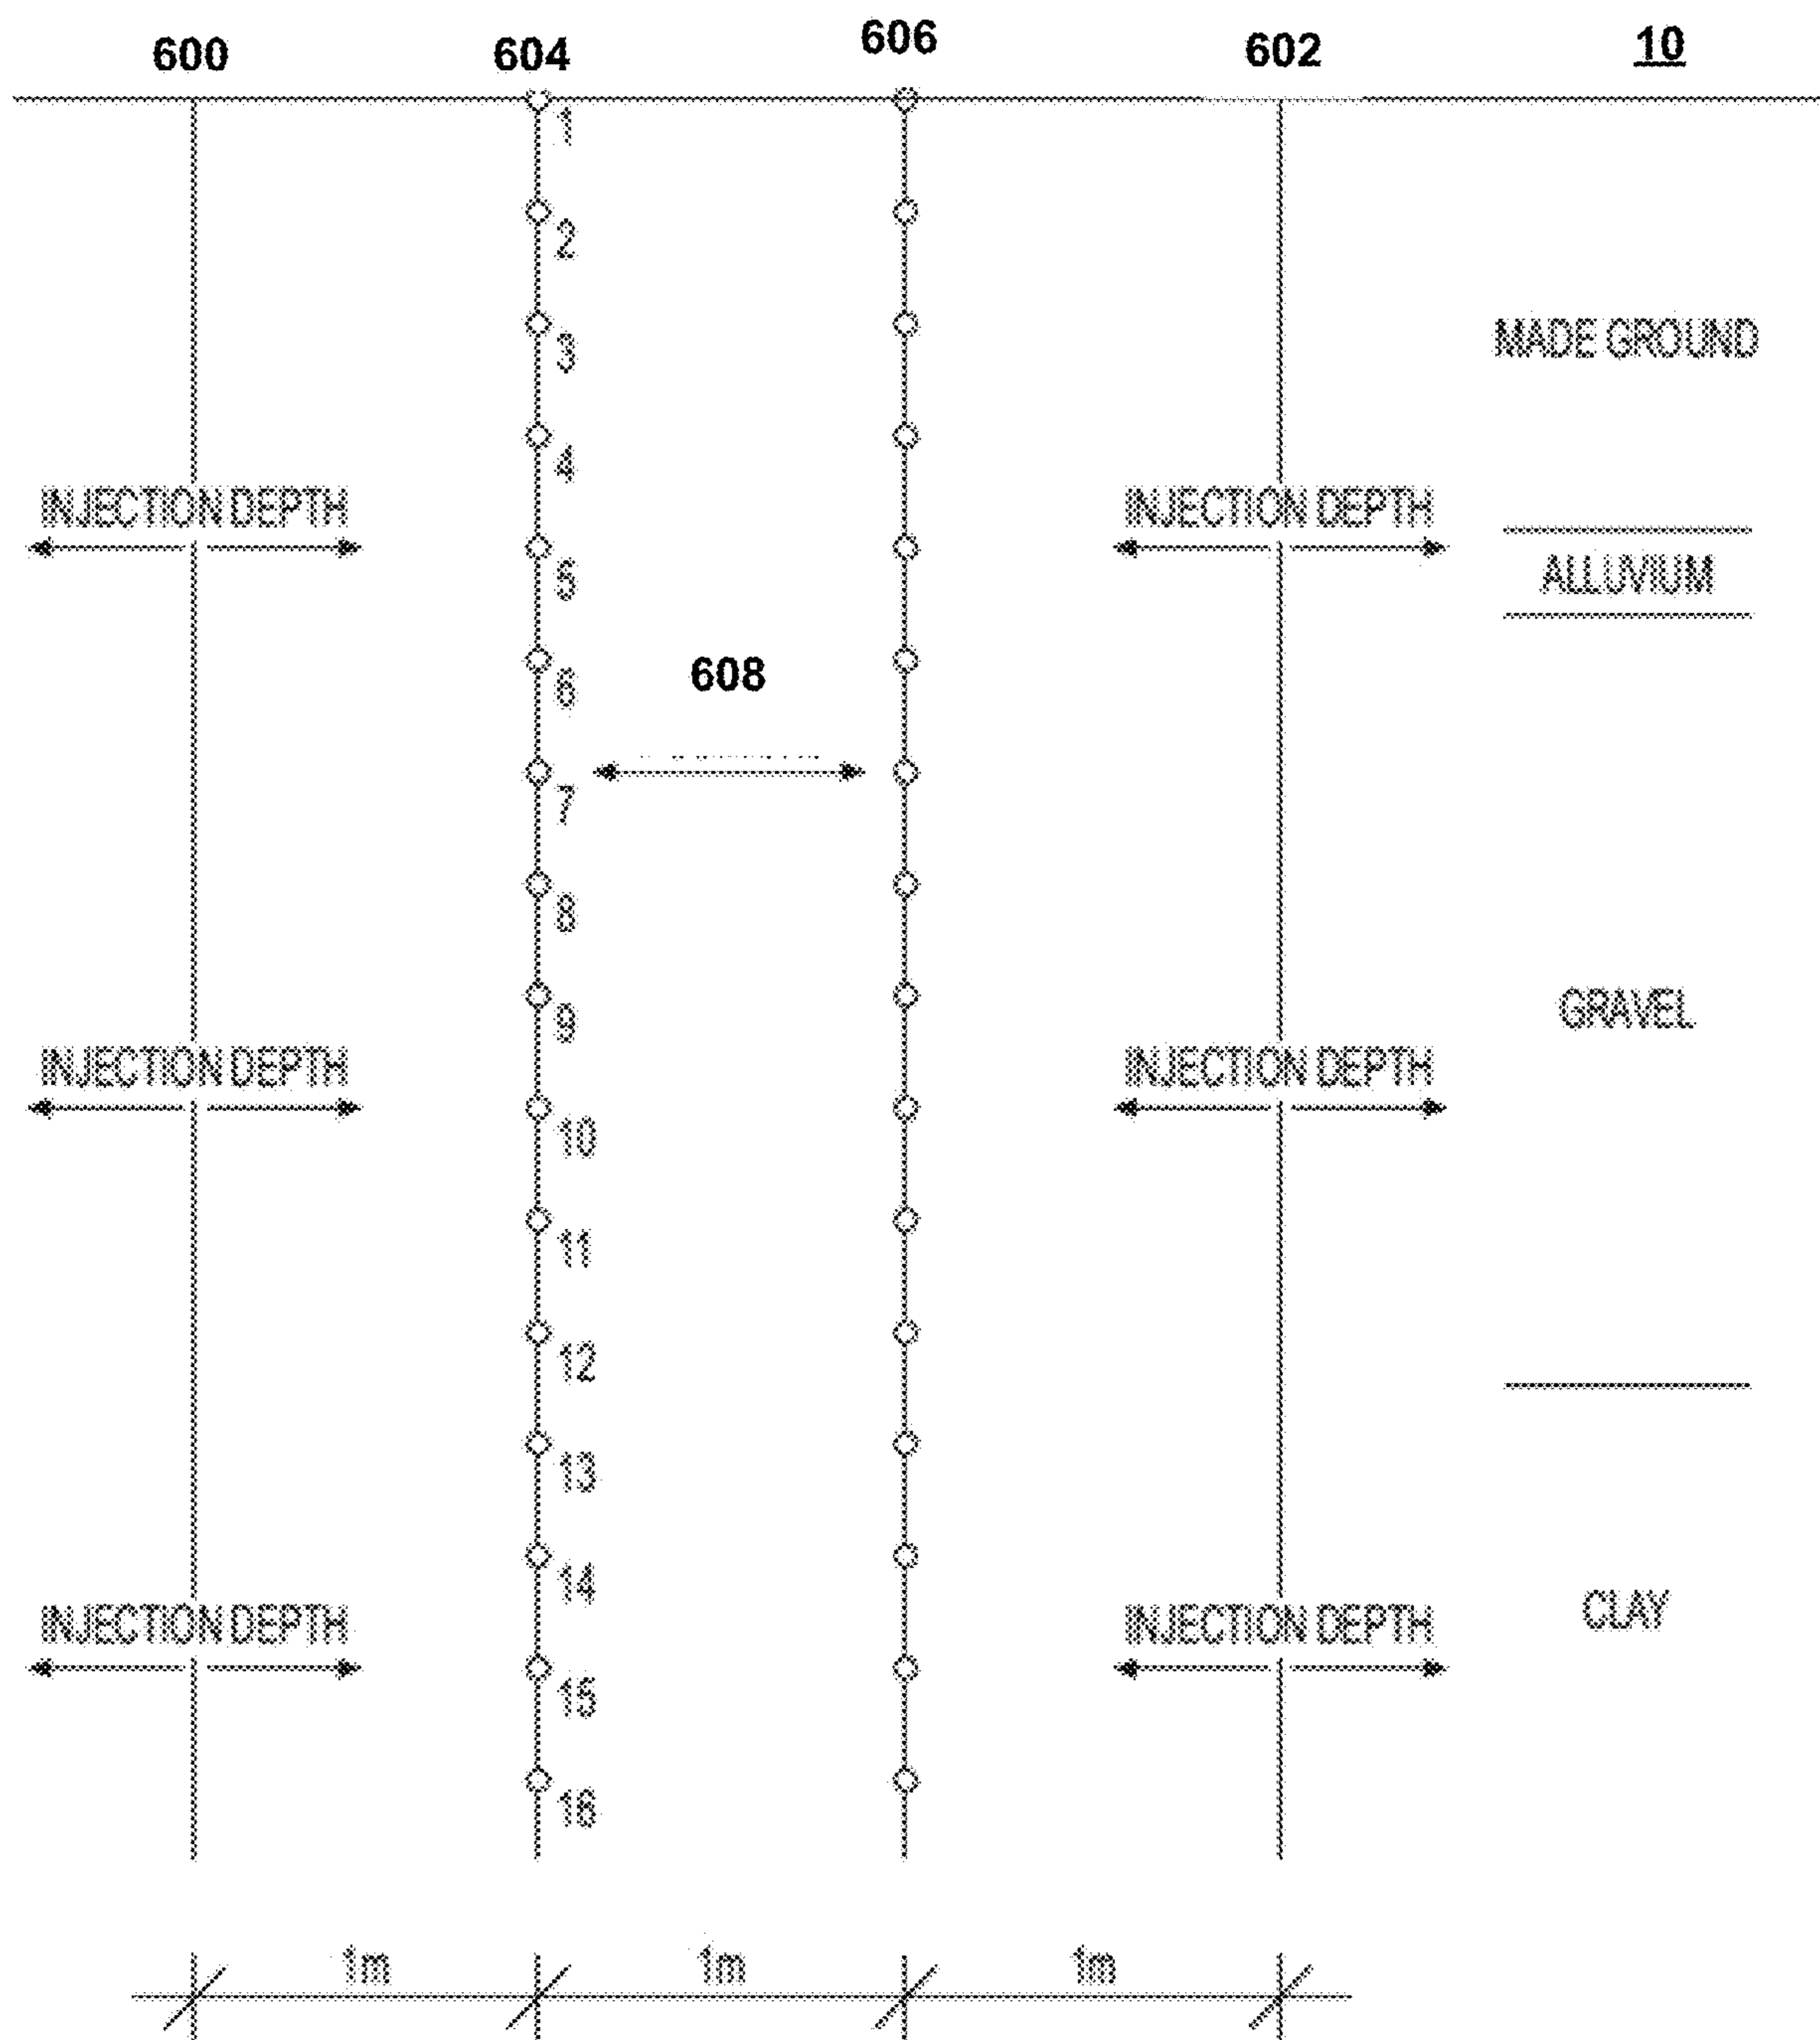 600 604 606 602 10
1
2
3
MADE GROUND
4
INJECTION DEPTH INJECTION DEPTH
5
ALLUVIUM
6
608
7
8
9
GRAVEL
INJECTION DEPTH INJECTION DEPTH
10
11
12
13
14
CLAY
INJECTION DEPTH INJECTION DEPTH
15
16
1m 1m 1m